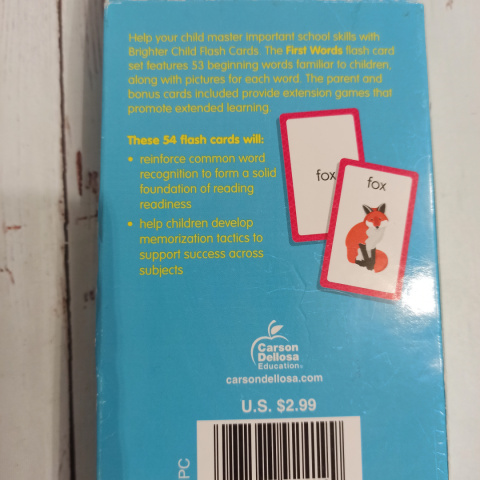 Help your child master important school skills with
Brighter Child Flash Cards. The First Words flash card
set features 53 beginning words familiar to children,
along with pictures for each word. The parent and
bonus cards included provide extension games that
promote extended learning.
These 54 flash cards will:
• reinforce common word
recognition to form a solid
foundation of reading
readiness
• help children develop
memorization tactics to
support success across
subjects
fox
fox
Carson
Dellosa
Education
carsondellosa.com
U.S. $2.99
PC